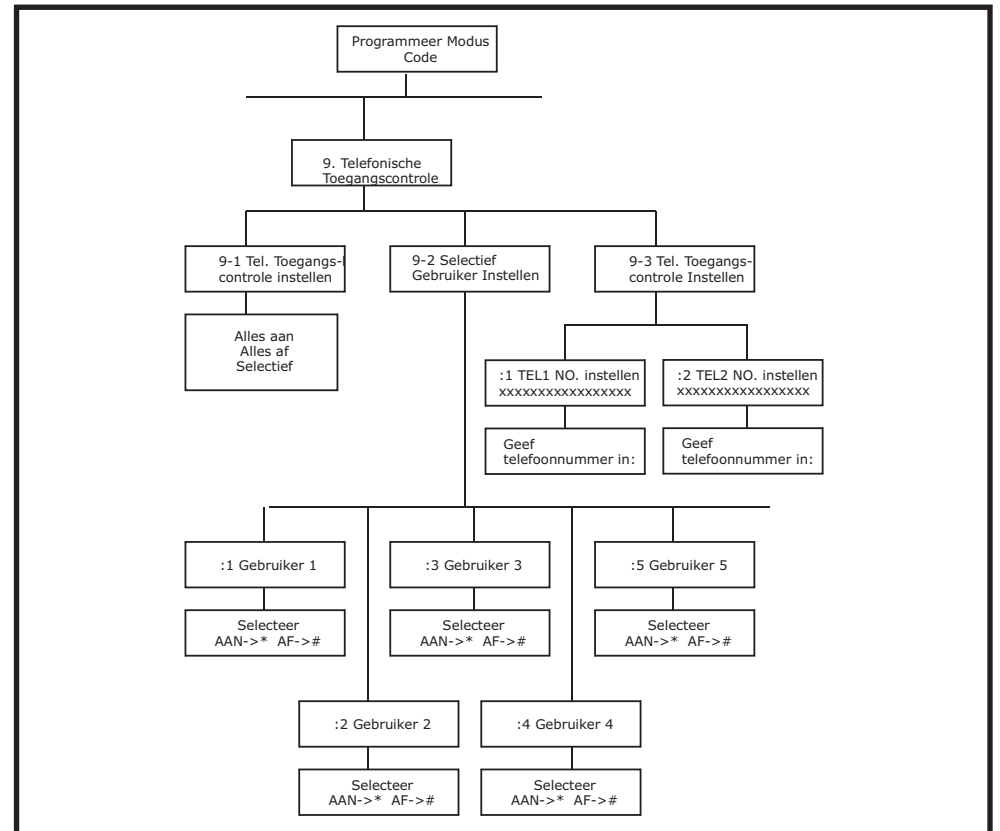 Programmeer Modus
Code
9. Telefonische
Toegangscontrole
9-1 Tel. Toegangs-
controle instellen
9-2 Selectief
Gebruiker Instellen
9-3 Tel. Toegangs-
controle Instellen
Alles aan
Alles af
Selectief
:1 TEL1 NO. instellen
xxxxxxxxxxxxxxxxx
:2 TEL2 NO. instellen
xxxxxxxxxxxxxxxxx
Geef
telefoonnummer in:
Geef
telefoonnummer in:
:1 Gebruiker 1
:3 Gebruiker 3
:5 Gebruiker 5
Selecteer
AAN->* AF->#
Selecteer
AAN->* AF->#
Selecteer
AAN->* AF->#
:2 Gebruiker 2
:4 Gebruiker 4
Selecteer
AAN->* AF->#
Selecteer
AAN->* AF->#